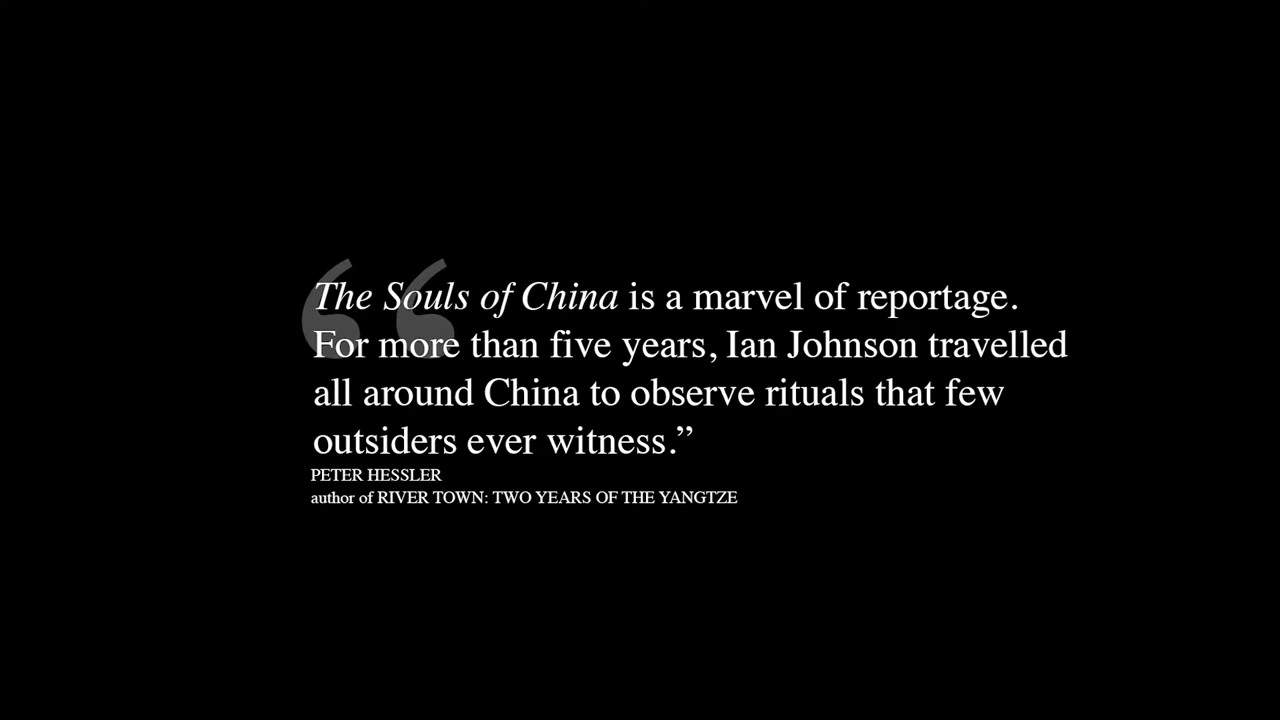 “The Souls of China is a marvel of reportage.
For more than five years, Ian Johnson travelled
all around China to observe rituals that few
outsiders ever witness.”
PETER HESSLER
author of RIVER TOWN: TWO YEARS OF THE YANGTZE